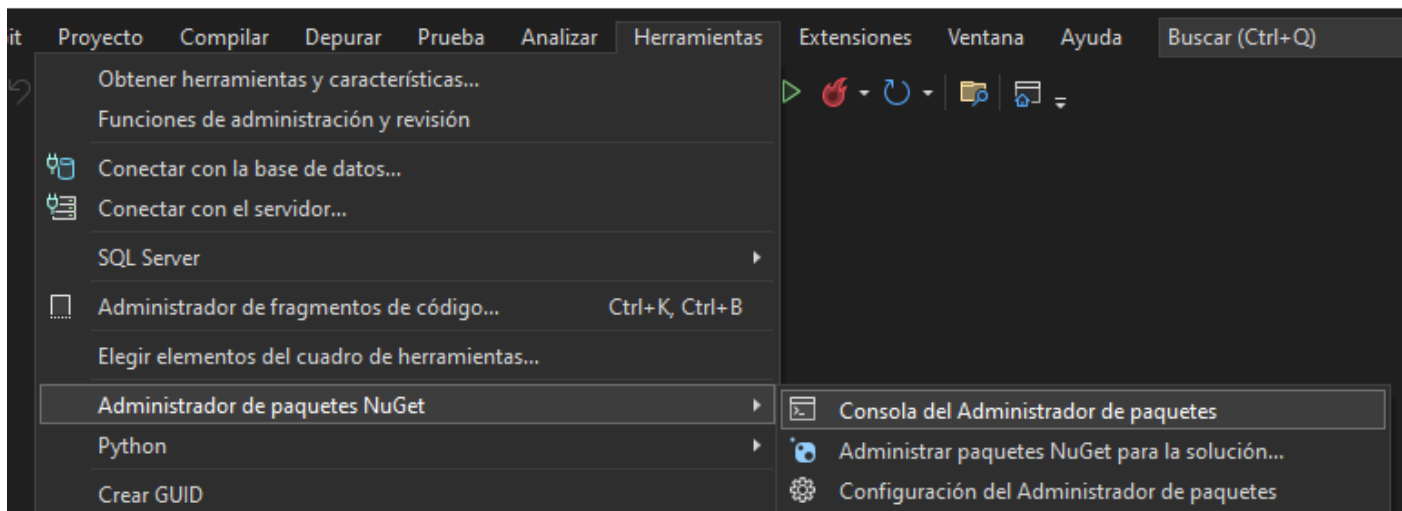 it Proyecto Compilar Depurar Prueba Analizar Herramientas Extensiones Ventana Ayuda Buscar (Ctrl+Q)
Obtener herramientas y características...
Funciones de administración y revisión
Conectar con la base de datos...
Conectar con el servidor...
SQL Server
Administrador de fragmentos de código... Ctrl+K, Ctrl+B
Elegir elementos del cuadro de herramientas...
Administrador de paquetes NuGet
Python
Crear GUID
Consola del Administrador de paquetes
Administrar paquetes NuGet para la solución...
Configuración del Administrador de paquetes